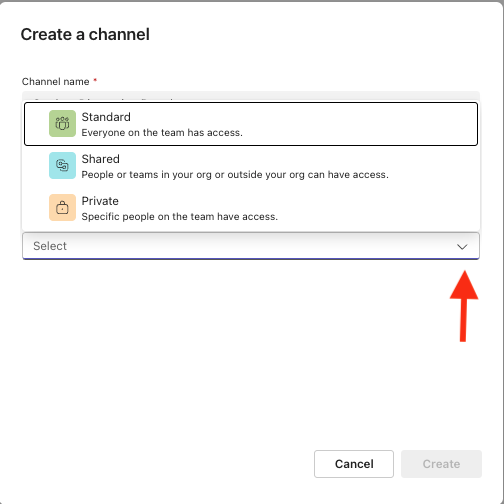 Create a channel
Channel name *
Standard
Everyone on the team has access.
Shared
People or teams in your org or outside your org can have access.
Private
Specific people on the team have access.
Select
Cancel
Create